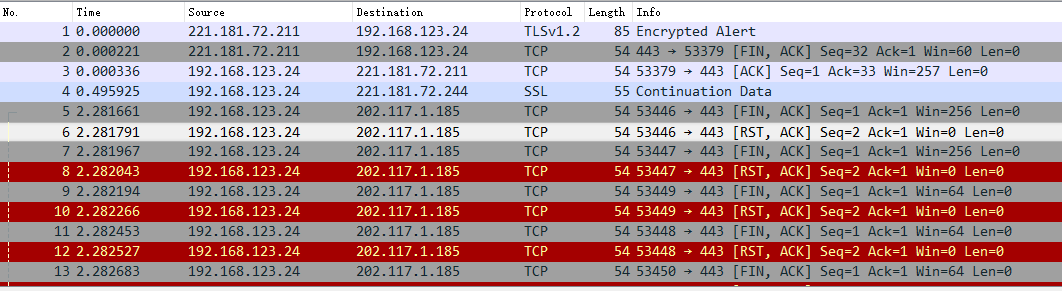 No. Time Source Destination Protocol Length Info
1 0.000000 221.181.72.211 192.168.123.24 TLSv1.2 85 Encrypted Alert
2 0.000221 221.181.72.211 192.168.123.24 TCP 54 443 → 53379 [FIN, ACK] Seq=32 Ack=1 Win=60 Len=0
3 0.000336 192.168.123.24 221.181.72.211 TCP 54 53379 → 443 [ACK] Seq=1 Ack=33 Win=257 Len=0
4 0.495925 192.168.123.24 221.181.72.244 SSL 55 Continuation Data
5 2.281661 192.168.123.24 202.117.1.185 TCP 54 53446 → 443 [FIN, ACK] Seq=1 Ack=1 Win=256 Len=0
6 2.281791 192.168.123.24 202.117.1.185 TCP 54 53446 → 443 [RST, ACK] Seq=2 Ack=1 Win=0 Len=0
7 2.281967 192.168.123.24 202.117.1.185 TCP 54 53447 → 443 [FIN, ACK] Seq=1 Ack=1 Win=256 Len=0
8 2.282043 192.168.123.24 202.117.1.185 TCP 54 53447 → 443 [RST, ACK] Seq=2 Ack=1 Win=0 Len=0
9 2.282194 192.168.123.24 202.117.1.185 TCP 54 53449 → 443 [FIN, ACK] Seq=1 Ack=1 Win=64 Len=0
10 2.282266 192.168.123.24 202.117.1.185 TCP 54 53449 → 443 [RST, ACK] Seq=2 Ack=1 Win=0 Len=0
11 2.282453 192.168.123.24 202.117.1.185 TCP 54 53448 → 443 [FIN, ACK] Seq=1 Ack=1 Win=64 Len=0
12 2.282527 192.168.123.24 202.117.1.185 TCP 54 53448 → 443 [RST, ACK] Seq=2 Ack=1 Win=0 Len=0
13 2.282683 192.168.123.24 202.117.1.185 TCP 54 53450 → 443 [FIN, ACK] Seq=1 Ack=1 Win=64 Len=0